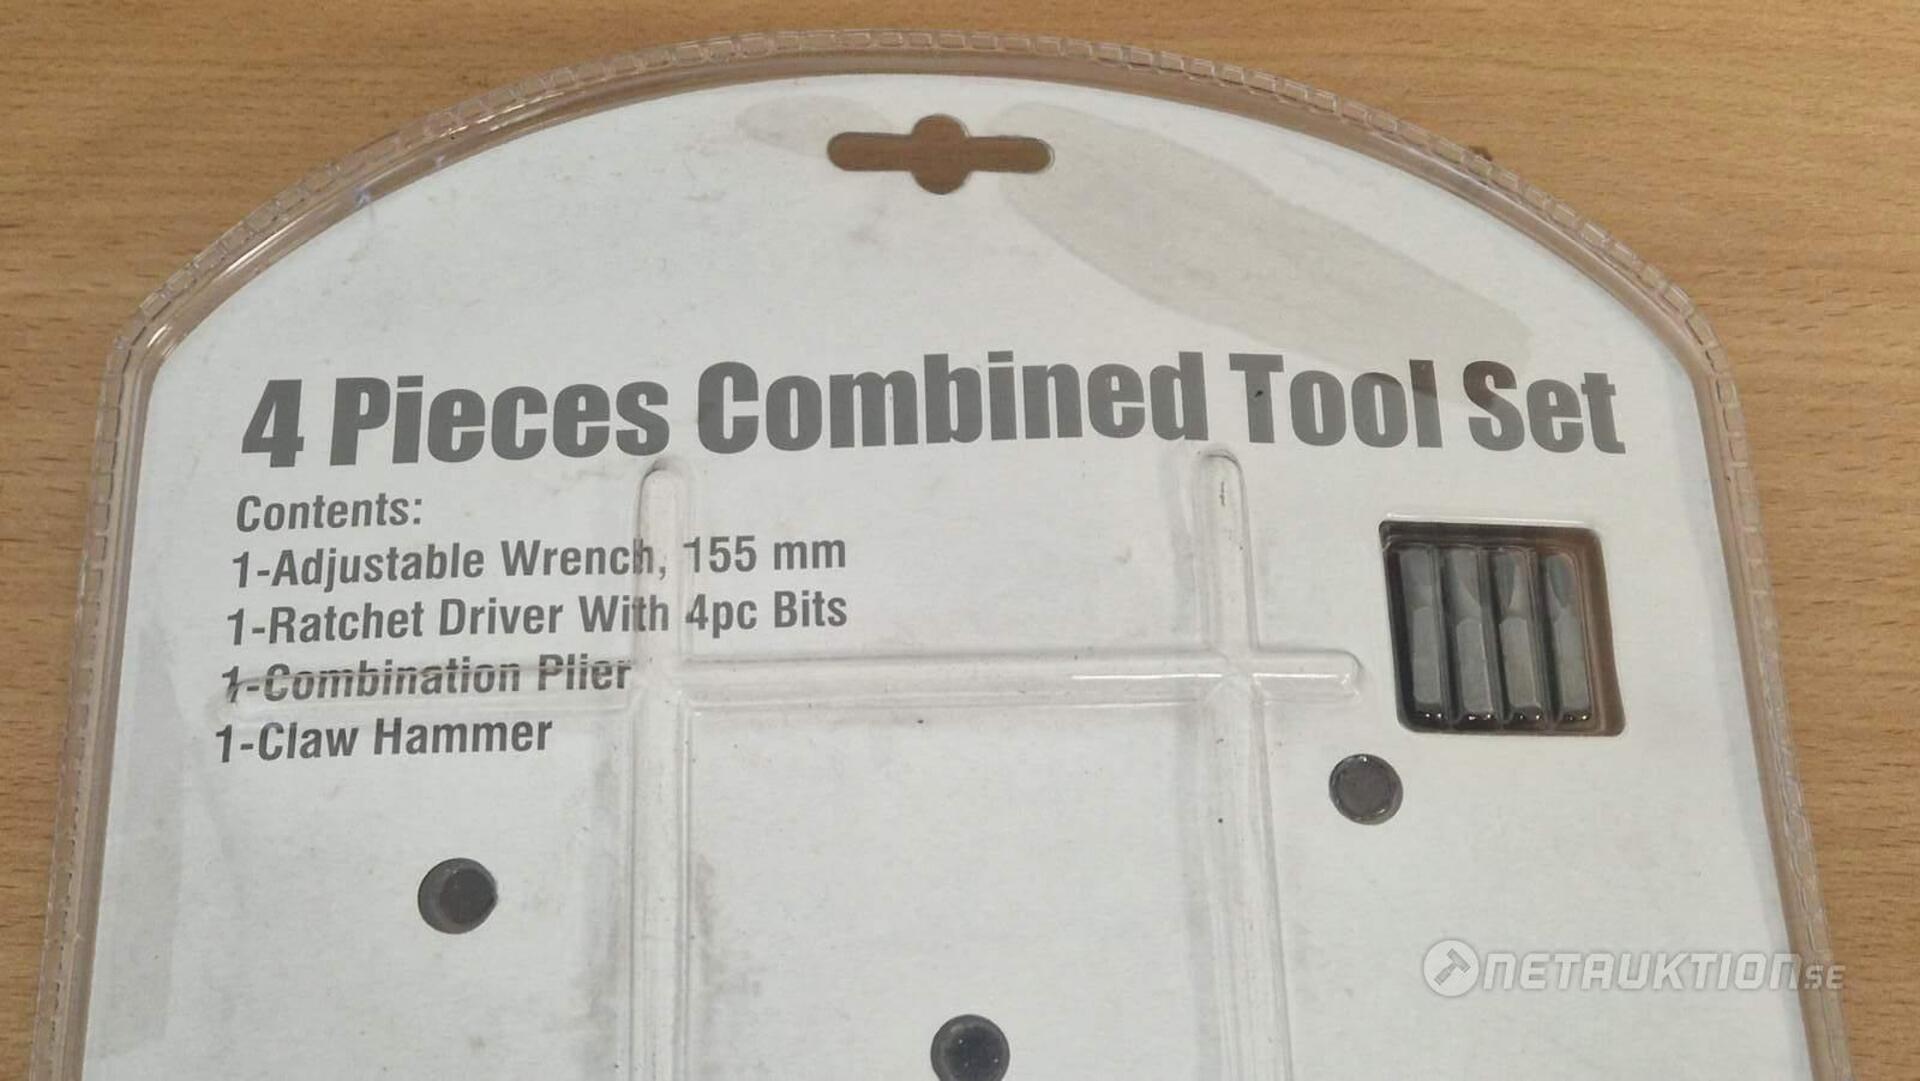 4 Pieces Combined Tool Set
Contents:
1-Adjustable Wrench, 155 mm
1-Ratchet Driver With 4pc Bits
1-Combination Plier
1-Claw Hammer
NETAUKTION.SE